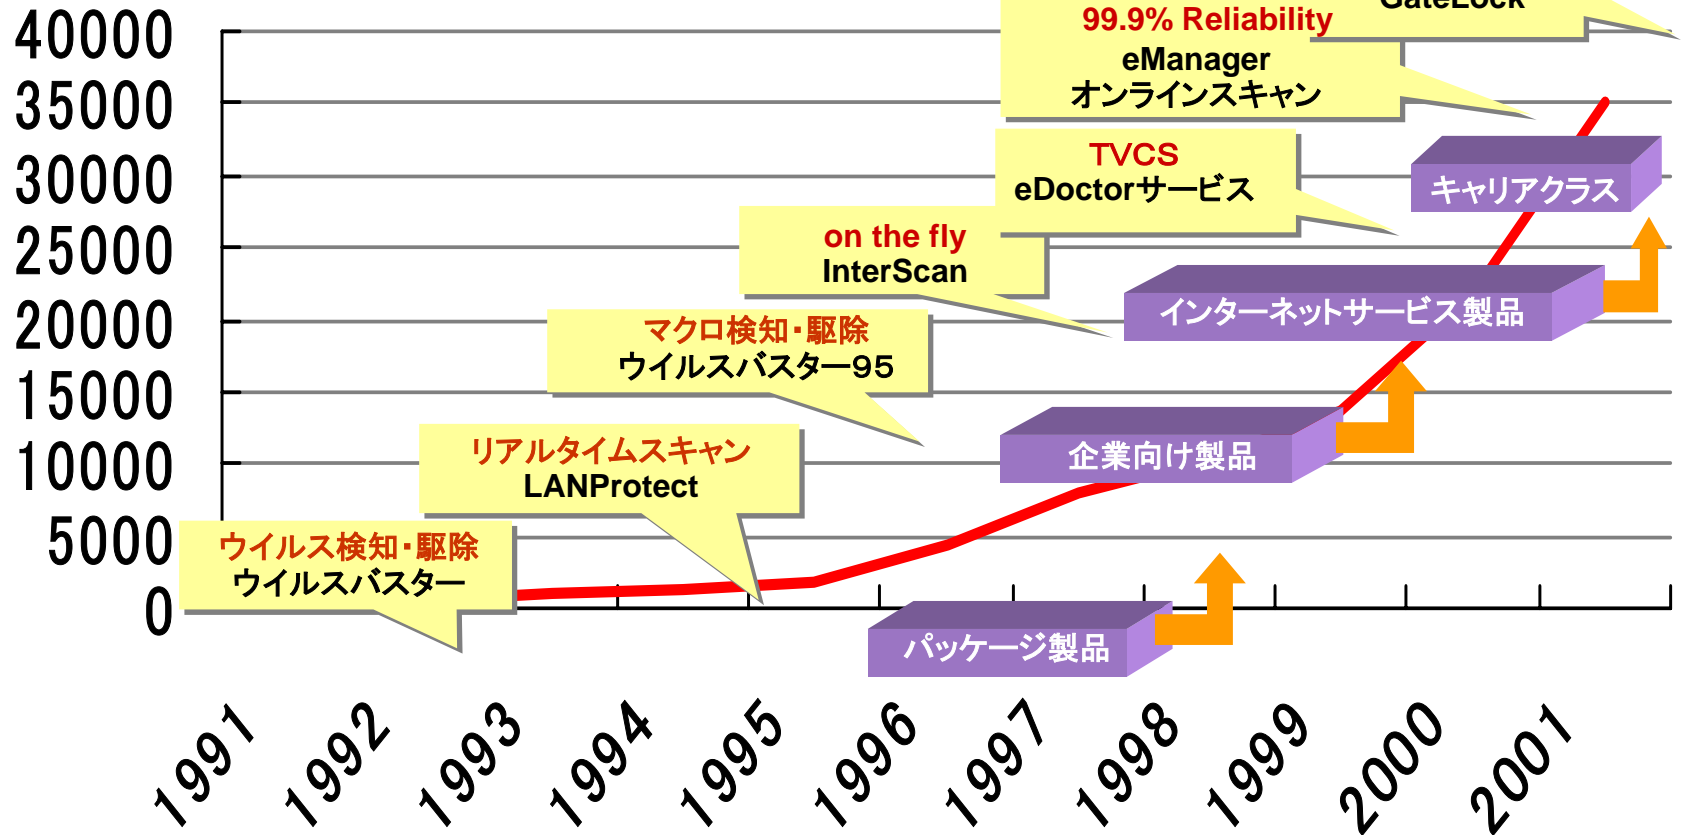 GateLock
99.9% Reliability
eManager
オンラインスキャン
TVCS
eDoctorサービス
on the fly
InterScan
マクロ検知・駆除
ウイルスバスター95
リアルタイムスキャン
LANProtect
ウイルス検知・駆除
ウイルスバスター
キャリアクラス
インターネットサービス製品
企業向け製品
パッケージ製品
40000
35000
30000
25000
20000
15000
10000
5000
0
1991
1992
1993
1994
1995
1996
1997
1998
1999
2000
2001